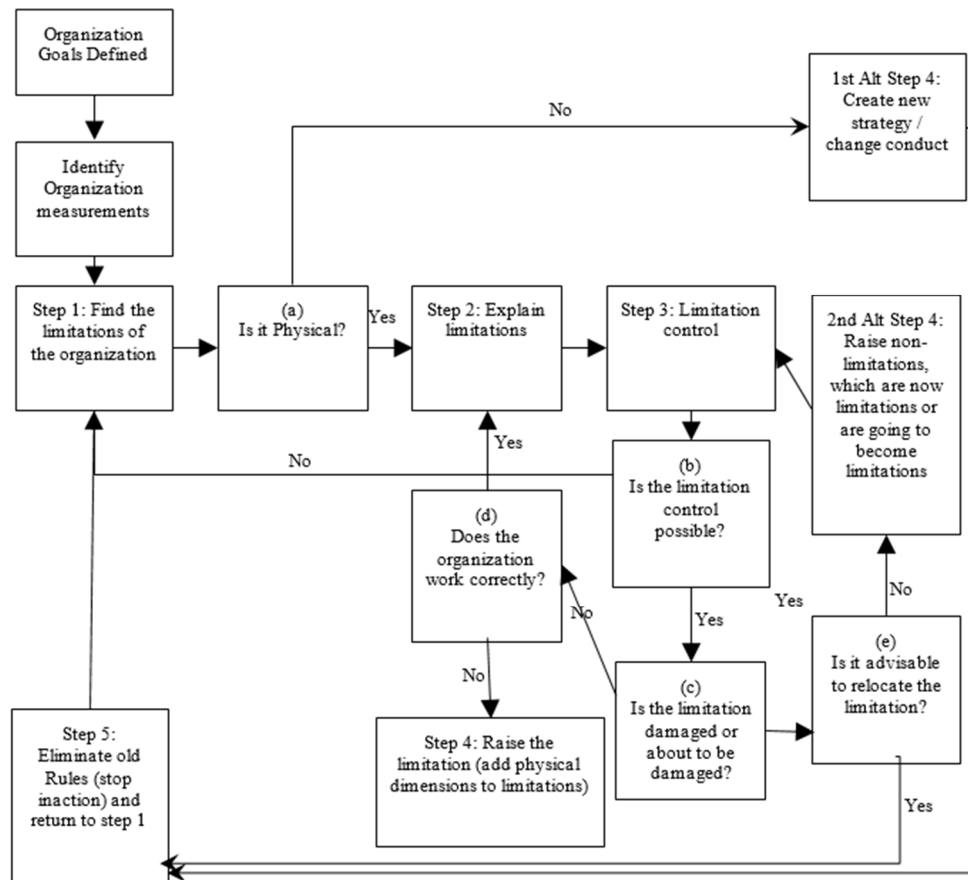 Organization
Goals Defined
Identify
Organization
measurements
1st Alt Step 4:
Create new
strategy /
change conduct
No
Step 1: Find the
limitations of
the organization
(a)
Is it Physical?
Yes
Step 2: Explain
limitations
Step 3: Limitation
control
2nd Alt Step 4:
Raise non-
limitations,
which are now
limitations or
are going to
become
limitations
Yes
No
(b)
Is the limitation
control
possible?
(d)
Does the
organization
work correctly?
No
Yes
Yes
No
(e)
Is it advisable
to relocate the
limitation?
No
(c)
Is the limitation
damaged or
about to be
damaged?
Step 4: Raise the
limitation (add physical
dimensions to limitations)
Step 5:
Eliminate old
Rules (stop
inaction) and
return to step 1
Yes